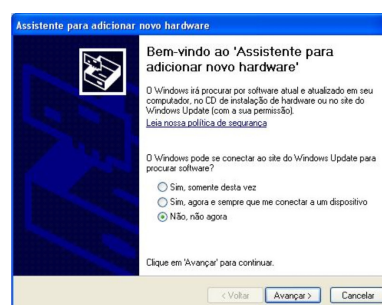 Assistente para adicionar novo hardware
Bem-vindo ao 'Assistente para
adicionar novo hardware'
O Windows irá procurar por software atual e atualizado em seu
computador, no CD de instalação de hardware ou no site do
Windows Update (com a sua permissão).
Leia nossa política de segurança
O Windows pode se conectar ao site do Windows Update para
procurar software?
Sim, somente desta vez
Sim, agora e sempre que me conectar a um dispositivo
Não, não agora
Clique em 'Avançar' para continuar.
< Voltar Avançar > Cancelar